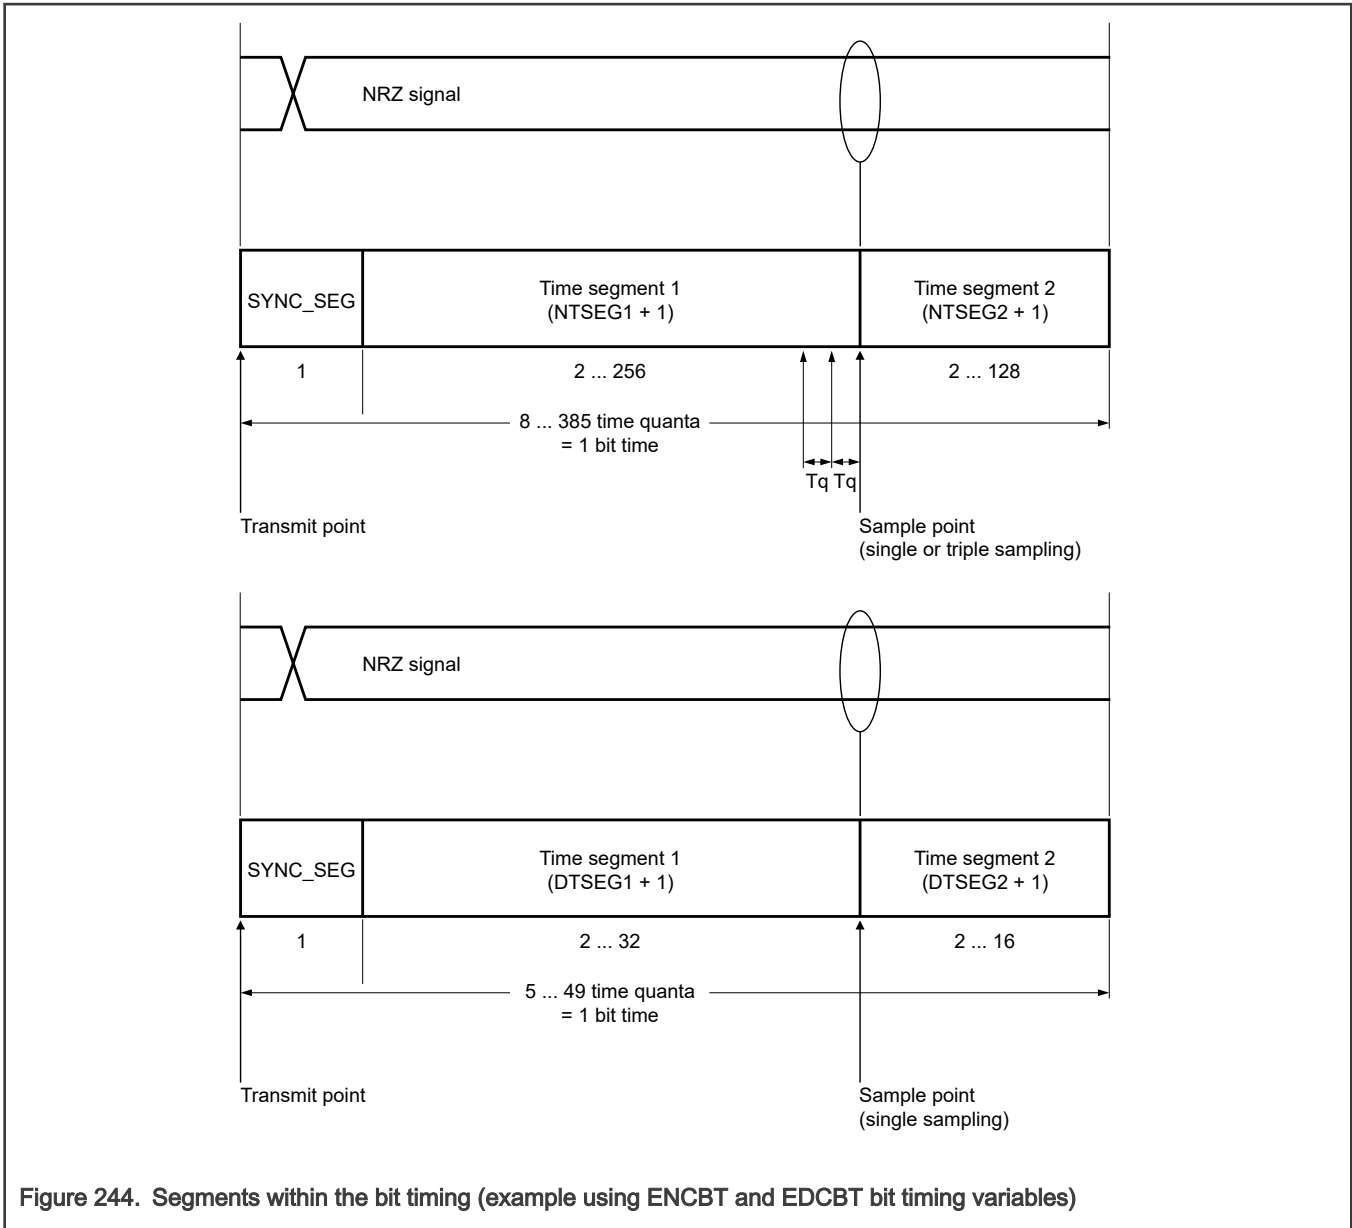 NRZ signal
SYNC_SEG
Time segment 1
(NTSEG1 + 1)
Time segment 2
(NTSEG2 + 1)
1
2 ... 256
2 ... 128
8 ... 385 time quanta
= 1 bit time
Tq Tq
Transmit point
Sample point
(single or triple sampling)
NRZ signal
SYNC_SEG
Time segment 1
(DTSEG1 + 1)
Time segment 2
(DTSEG2 + 1)
1
2 ... 32
2 ... 16
5 ... 49 time quanta
= 1 bit time
Transmit point
Sample point
(single sampling)
Figure 244. Segments within the bit timing (example using ENCBT and EDCBT bit timing variables)